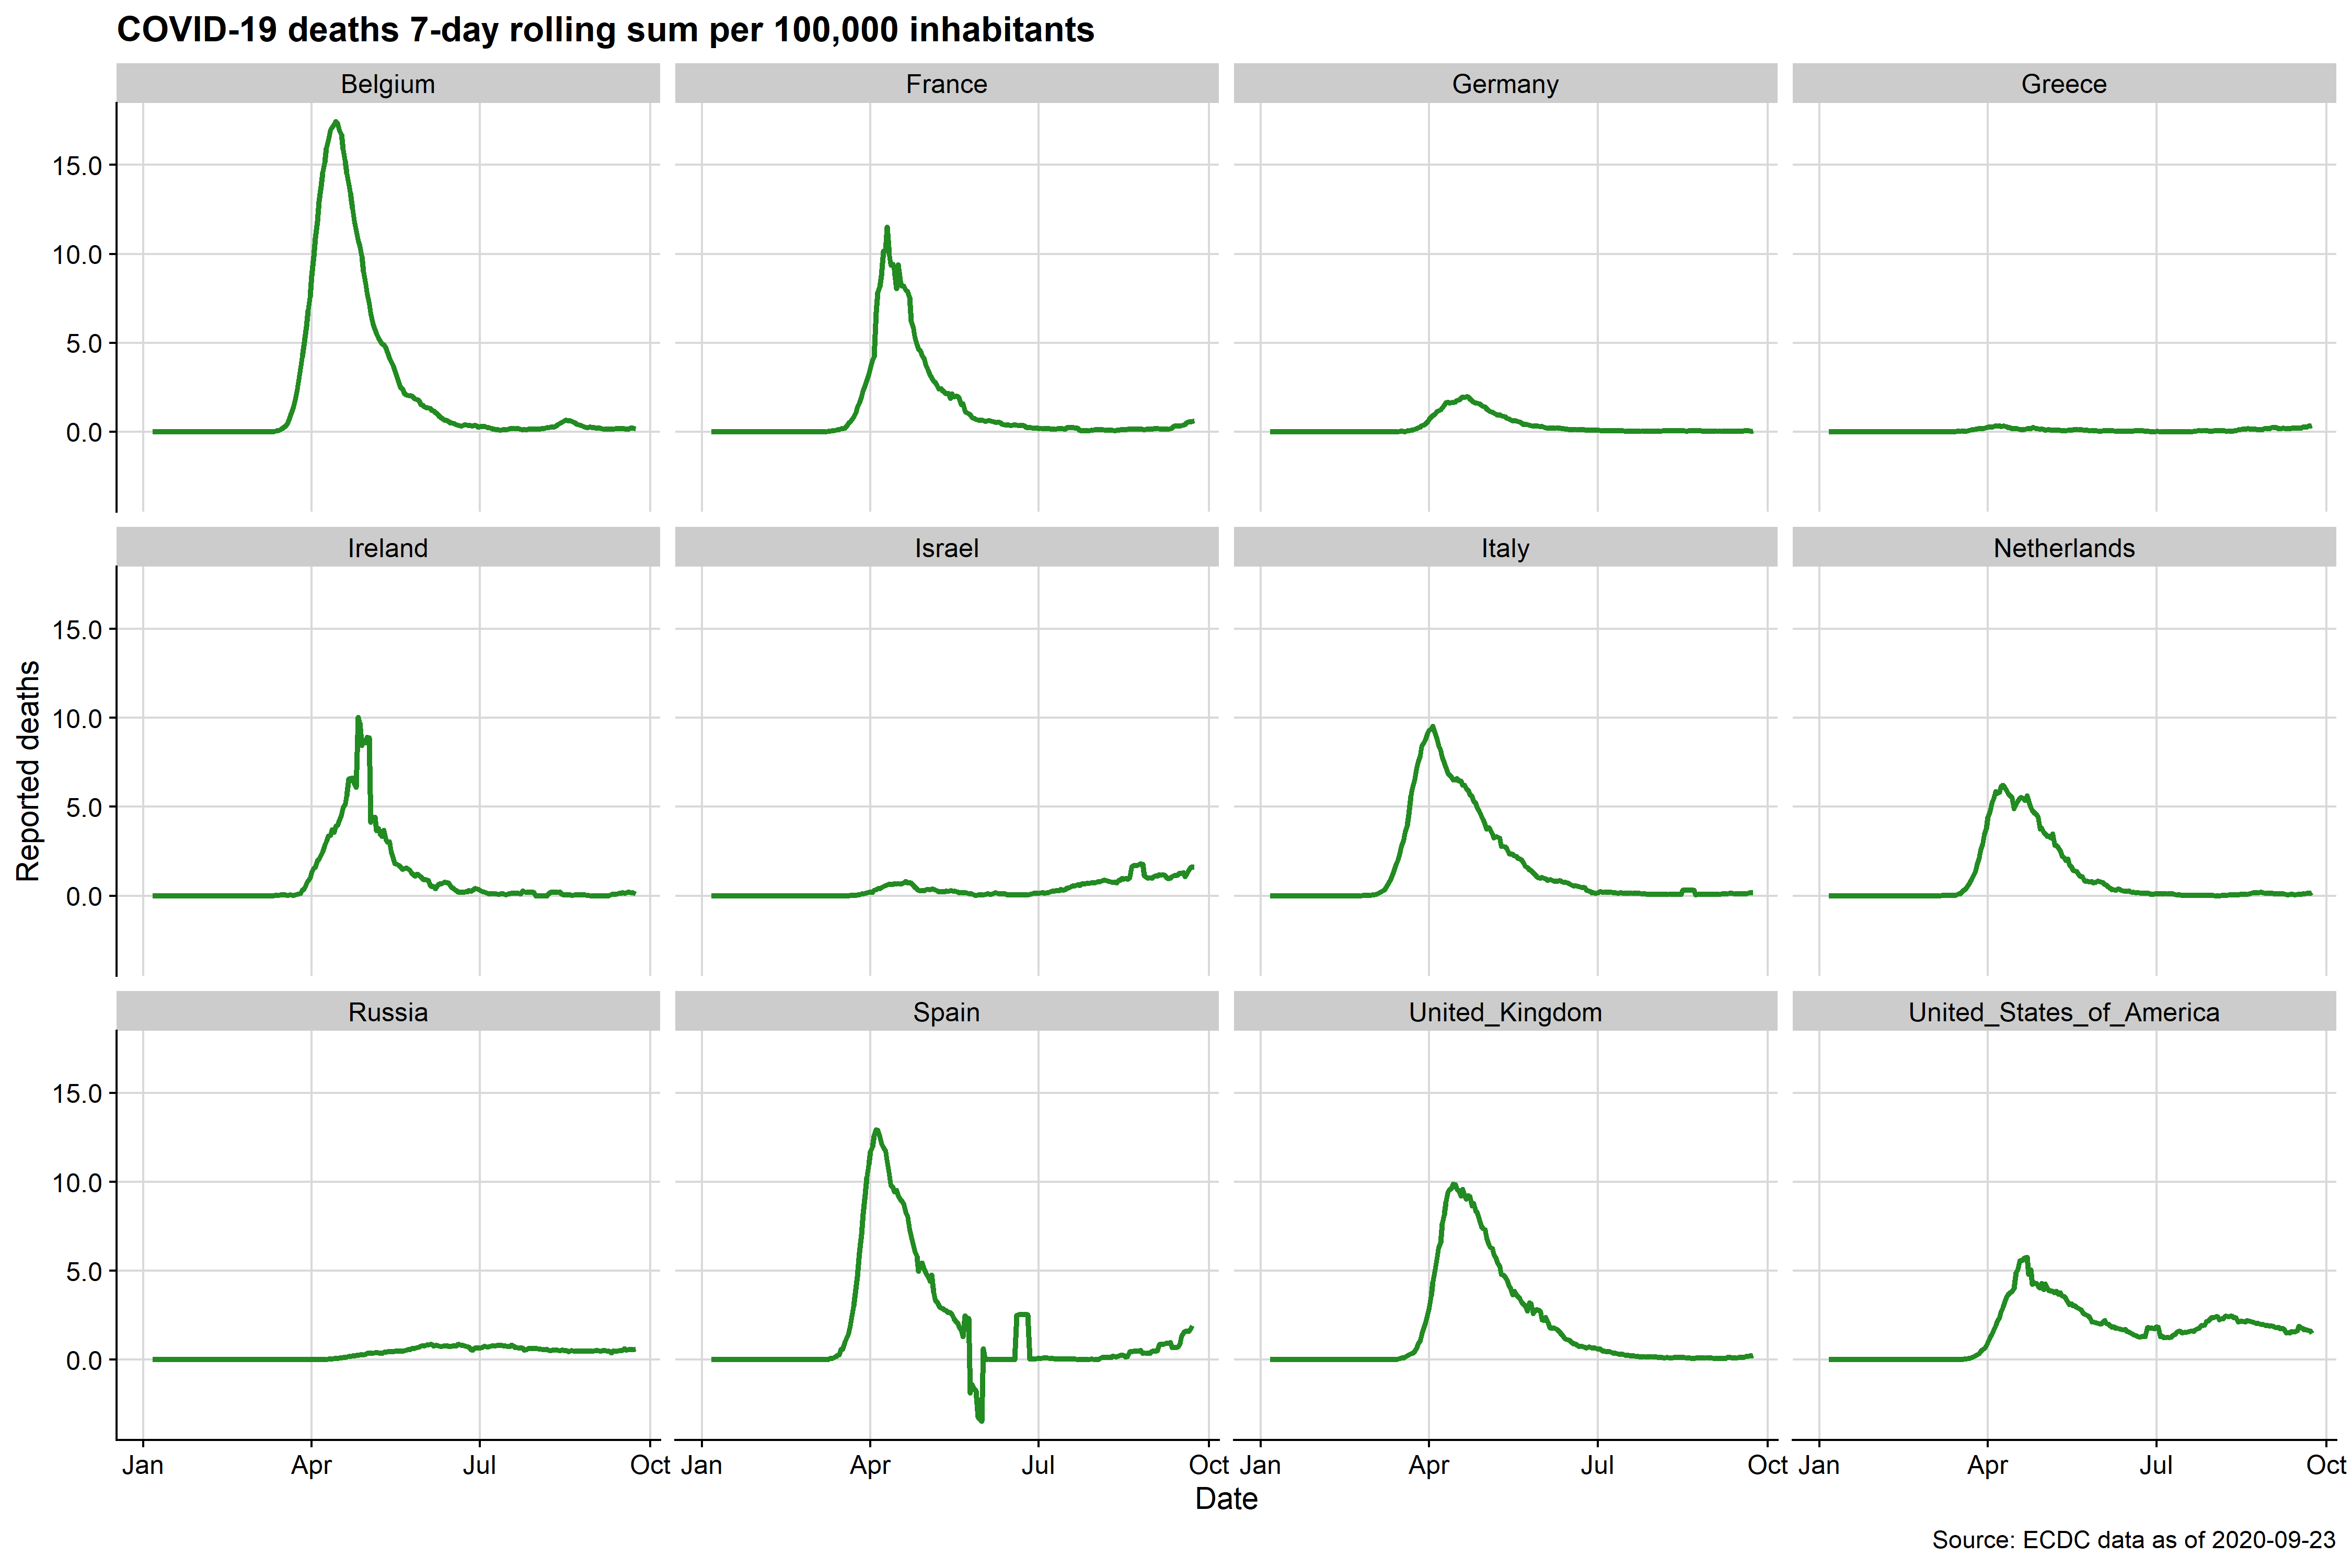 COVID-19 deaths 7-day rolling sum per 100,000 inhabitants
Belgium France Germany Greece
15.0
10.0
5.0
0.0
Ireland Israel Italy Netherlands
15.0
10.0
5.0
0.0
Reported deaths
Russia Spain United_Kingdom United_States_of_America
15.0
10.0
5.0
0.0
Jan Apr Jul Oct Jan Apr Jul Oct Jan Apr Jul Oct Jan Apr Jul Oct
Date
Source: ECDC data as of 2020-09-23